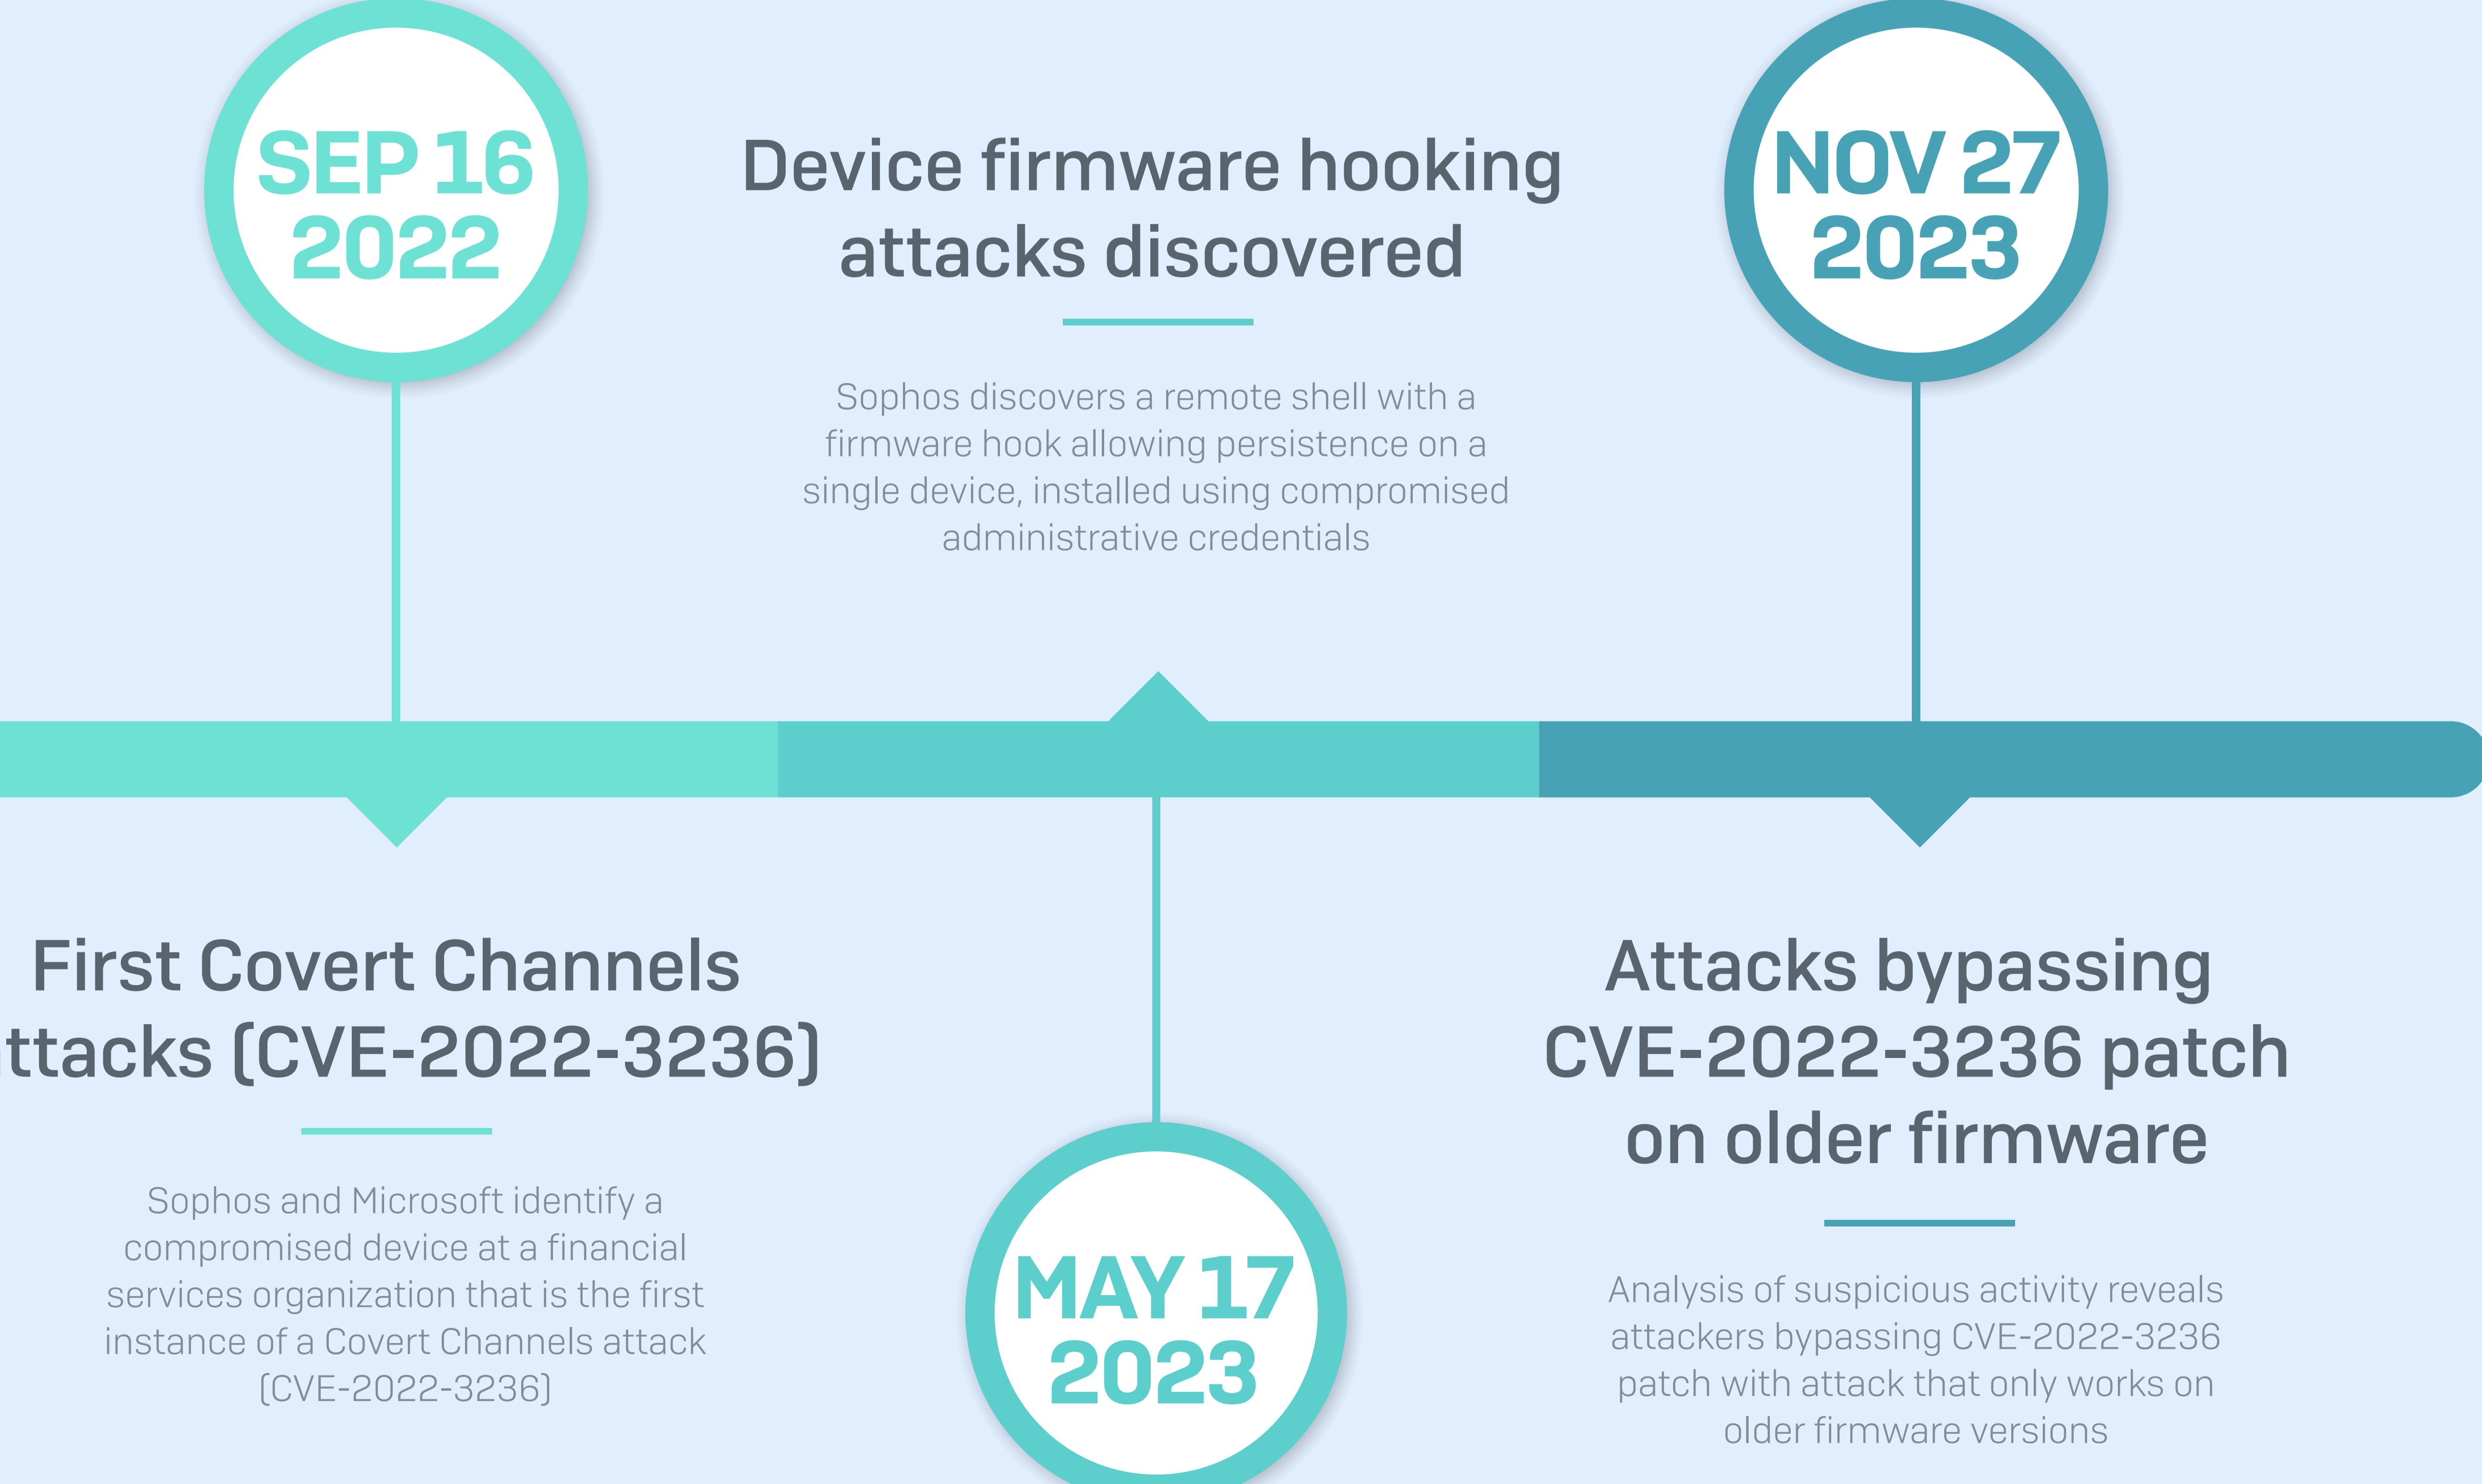 SEP 16
2022
First Covert Channels
ttacks (CVE-2022-3236)
Sophos and Microsoft identify a
compromised device at a financial
services organization that is the first
instance of a Covert Channels attack
(CVE-2022-3236)
Device firmware hooking
attacks discovered
Sophos discovers a remote shell with a
firmware hook allowing persistence on a
single device, installed using compromised
administrative credentials
MAY 17
2023
NOV 27
2023
Attacks bypassing
CVE-2022-3236 patch
on older firmware
Analysis of suspicious activity reveals
attackers bypassing CVE-2022-3236
patch with attack that only works on
older firmware versions